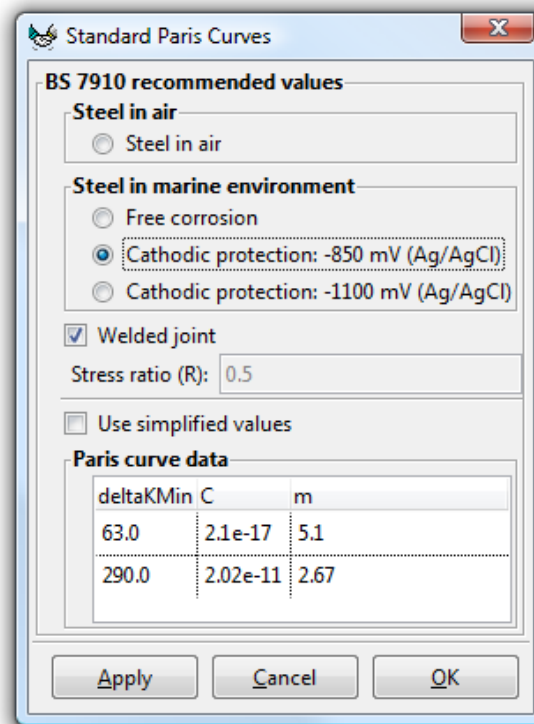 Standard Paris Curves
BS 7910 recommended values
Steel in air
Steel in air
Steel in marine environment
Free corrosion
Cathodic protection: -850 mV (Ag/AgCl)
Cathodic protection: -1100 mV (Ag/AgCl)
Welded joint
Stress ratio (R): 0.5
Use simplified values
Paris curve data
deltaKMin C m
63.0 2.1e-17 5.1
290.0 2.02e-11 2.67
Apply Cancel OK